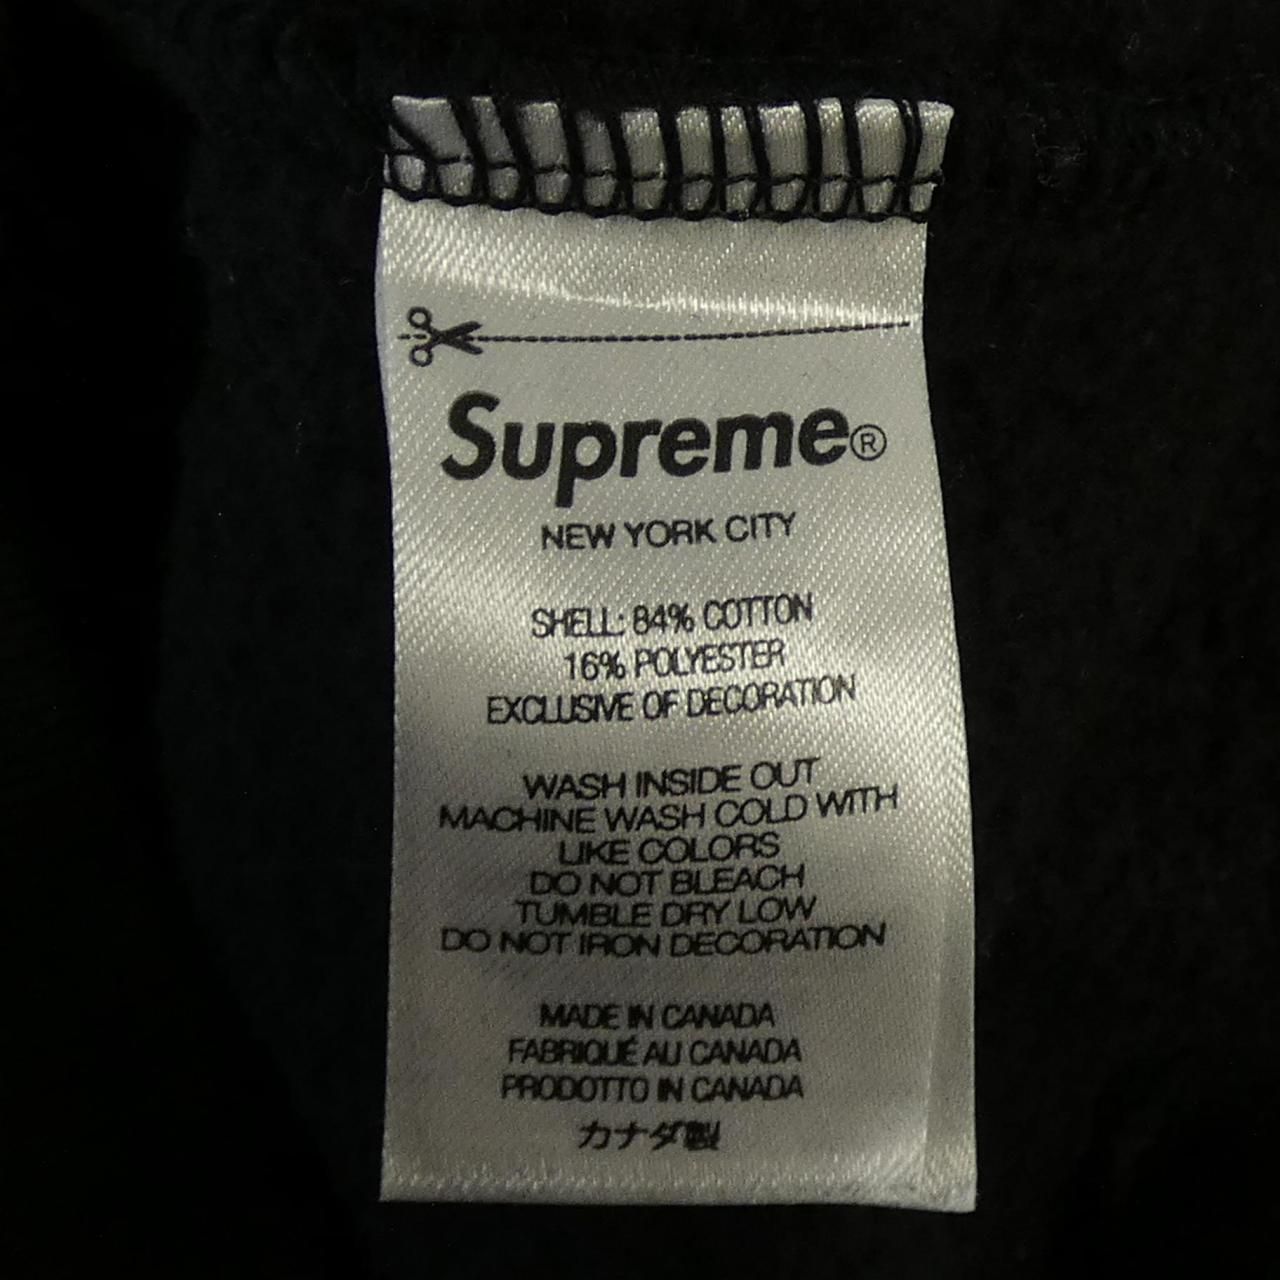 Supreme®
NEW YORK CITY
SHELL: 84% COTTON
16% POLYESTER
EXCLUSIVE OF DECORATION
WASH INSIDE OUT
MACHINE WASH COLD WITH
LIKE COLORS
DO NOT BLEACH
TUMBLE DRY LOW
DO NOT IRON DECORATION
MADE IN CANADA
FABRIQUÉ AU CANADA
PRODOTTO IN CANADA
カナダ製